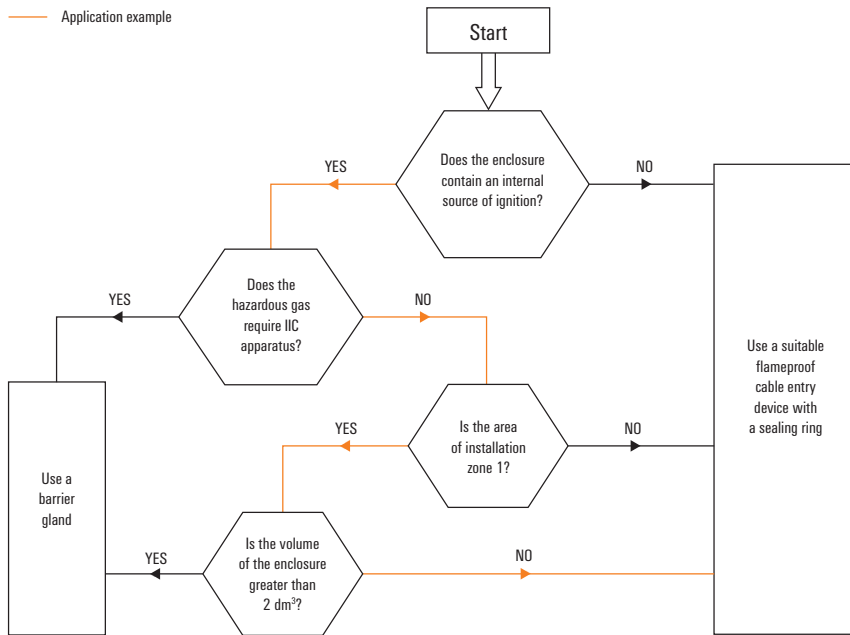 Application example
Start
Does the enclosure
contain an internal
source of ignition?
YES
NO
Does the
hazardous gas
require IIC
apparatus?
YES
NO
Is the area
of installation
zone 1?
YES
NO
Use a suitable
flameproof
cable entry
device with
a sealing ring
Use a
barrier
gland
Is the volume
of the enclosure
greater than
2 dm³?
YES
NO